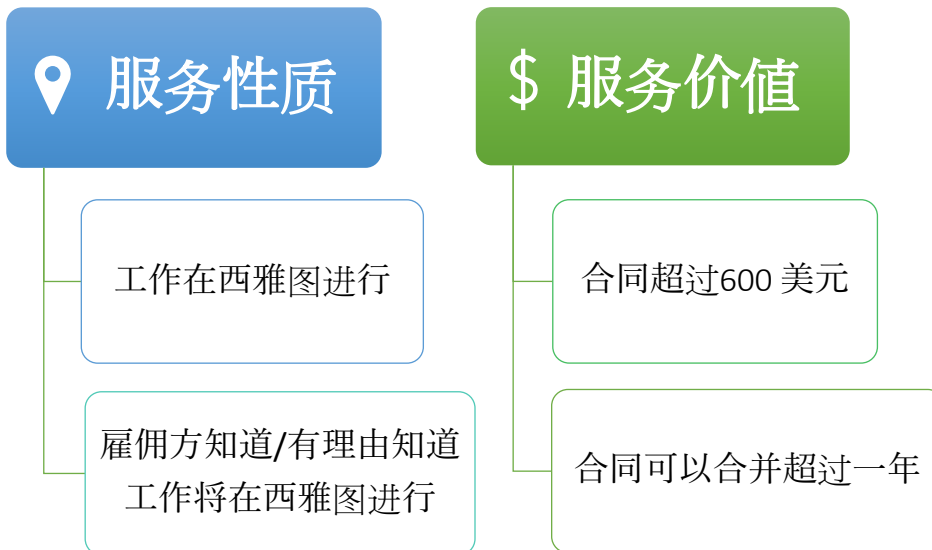 服务性质
工作在西雅图进行
雇佣方知道/有理由知道
工作将在西雅图进行
$ 服务价值
合同超过600 美元
合同可以合并超过一年